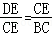 DE/CE = CE/BC